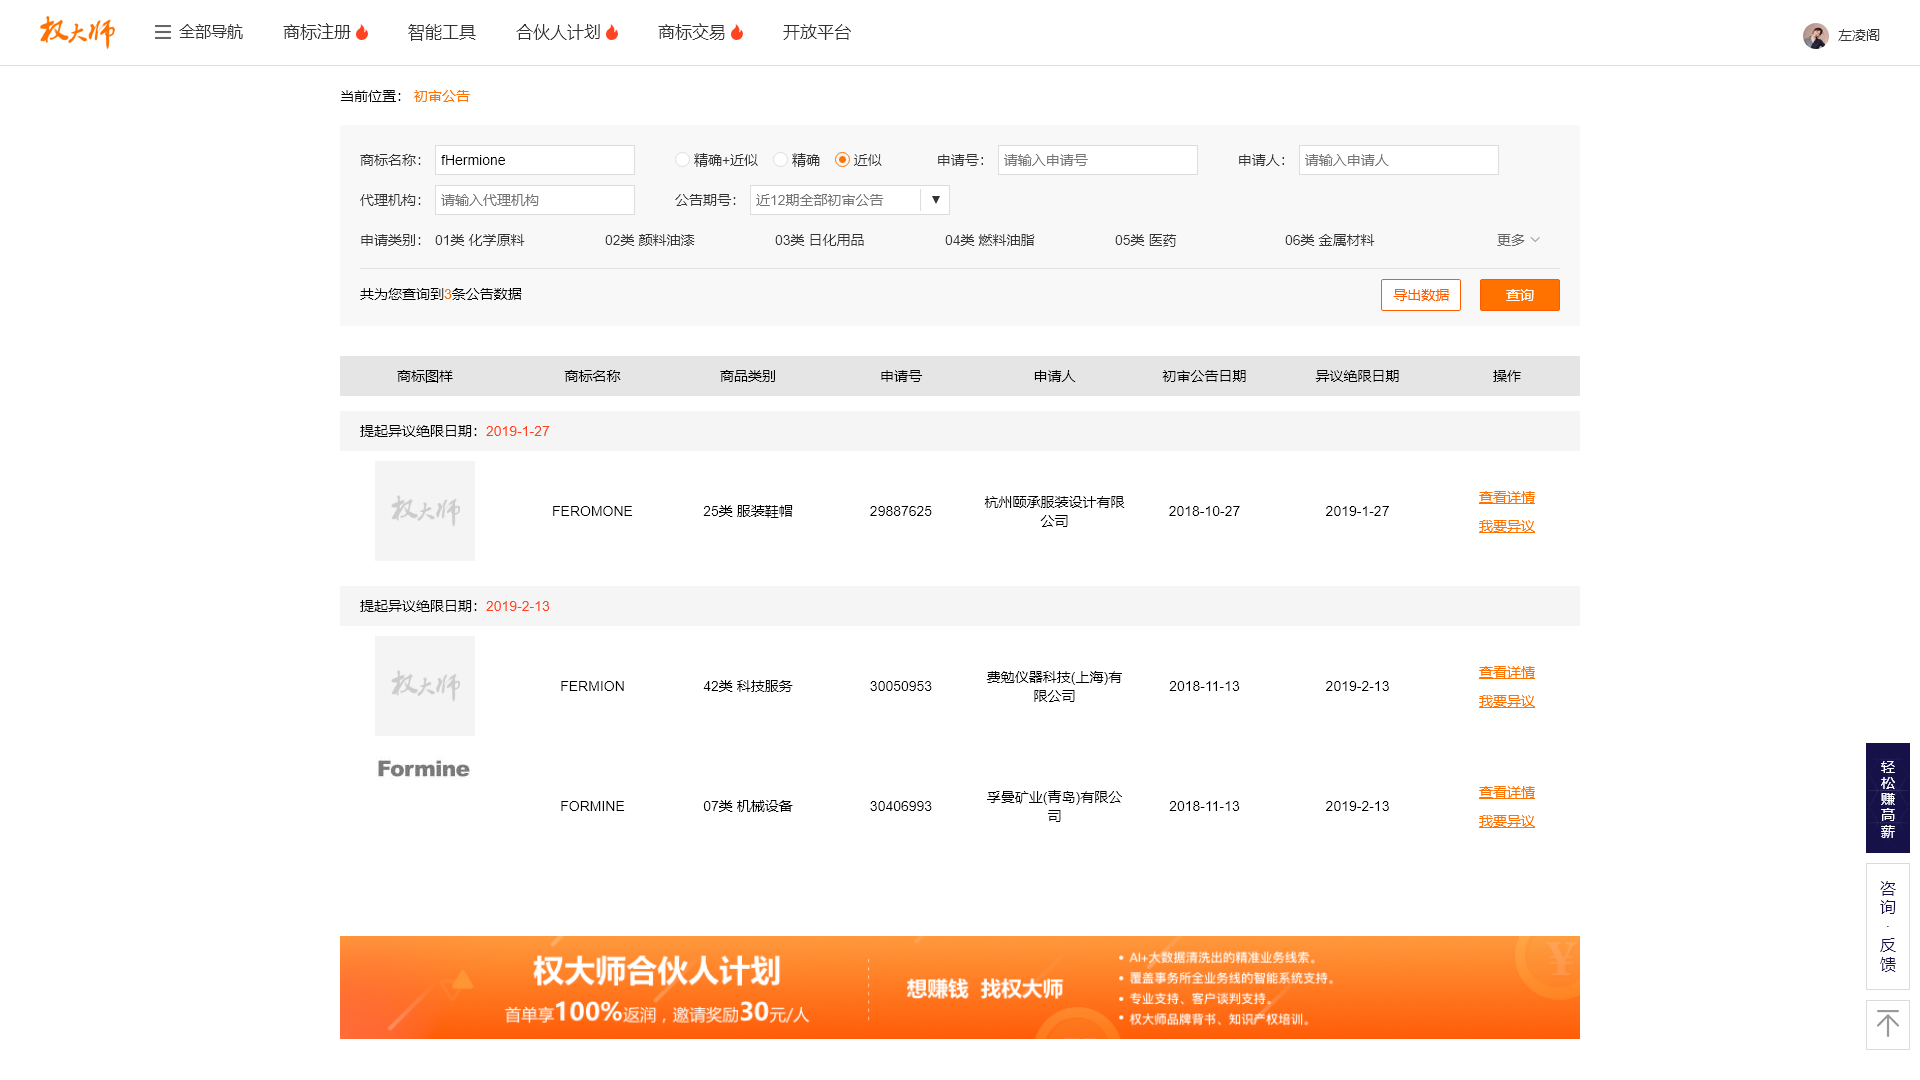 权大师 全部导航 商标注册 智能工具 合伙人计划 商标交易 开放平台 左凌阁
当前位置： 初审公告
商标名称： fHermione 精确+近似 精确 近似 申请号： 请输入申请号 申请人： 请输入申请人
代理机构： 请输入代理机构 公告期号： 近12期全部初审公告 ▼
申请类别： 01类 化学原料 02类 颜料油漆 03类 日化用品 04类 燃料油脂 05类 医药 06类 金属材料 更多
共为您查询到3条公告数据 导出数据 查询
商标图样 商标名称 商品类别 申请号 申请人 初审公告日期 异议绝限日期 操作
提起异议绝限日期：2019-1-27
权大师 FEROMONE 25类 服装鞋帽 29887625 杭州颐承服装设计有限公司 2018-10-27 2019-1-27 查看详情 我要异议
提起异议绝限日期：2019-2-13
权大师 FERMION 42类 科技服务 30050953 费勉仪器科技(上海)有限公司 2018-11-13 2019-2-13 查看详情 我要异议
Formine FORMINE 07类 机械设备 30406993 孚曼矿业(青岛)有限公司 2018-11-13 2019-2-13 查看详情 我要异议
轻松赚高薪
咨询·反馈
权大师合伙人计划
首单享100%返润，邀请奖励30元/人
想赚钱 找权大师
• AI+大数据清洗出的精准业务线索。
• 覆盖事务所全业务线的智能系统支持。
• 专业支持、客户谈判支持。
• 权大师品牌背书、知识产权培训。
¥